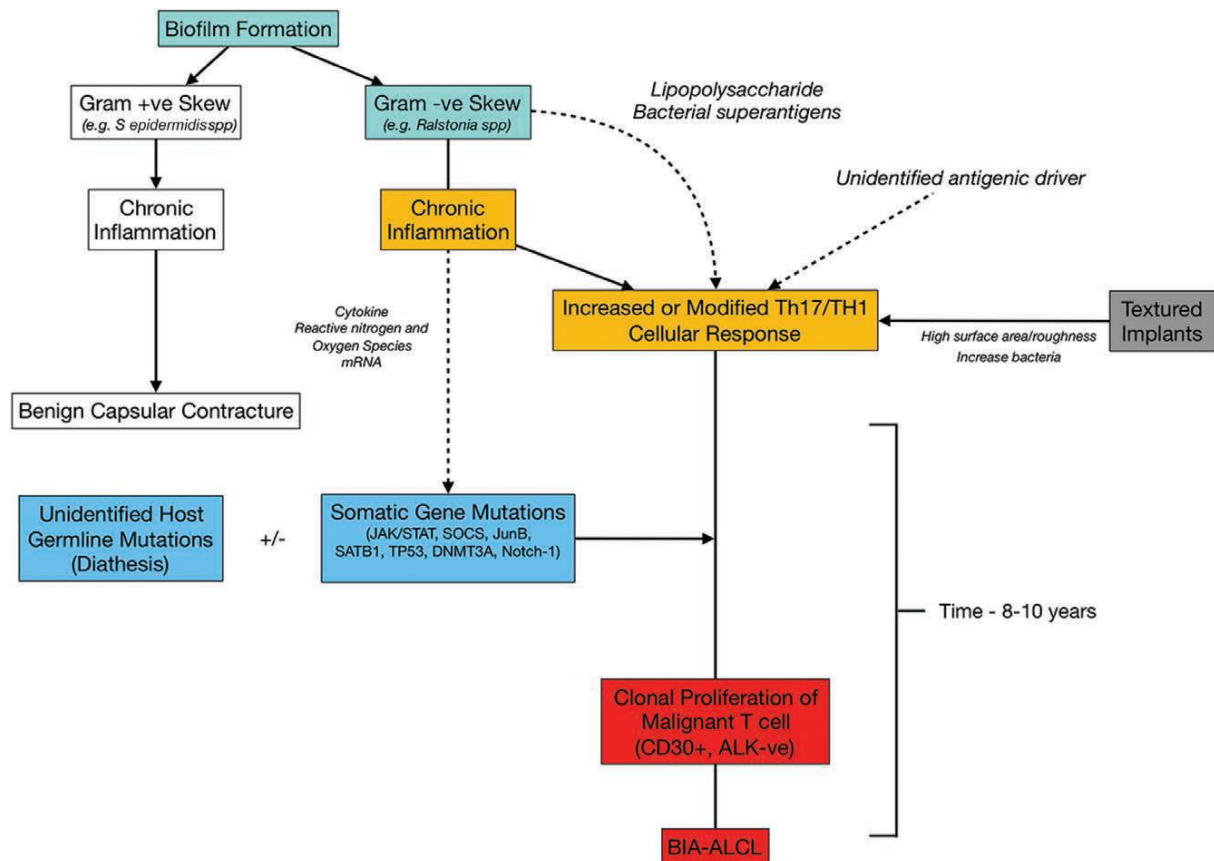 Biofilm Formation
Gram +ve Skew
(e.g. S epidermidisspp)
Gram -ve Skew
(e.g. Ralstonia spp)
Lipopolysaccharide
Bacterial superantigens
Unidentified antigenic driver
Chronic
Inflammation
Chronic
Inflammation
Increased or Modified Th17/TH1
Cellular Response
Textured
Implants
High surface area/roughness
Increase bacteria
Cytokine
Reactive nitrogen and
Oxygen Species
mRNA
Benign Capsular Contracture
Unidentified Host
Germline Mutations
(Diathesis)
+/-
Somatic Gene Mutations
(JAK/STAT, SOCS, JunB,
SATB1, TP53, DNMT3A, Notch-1)
Time - 8-10 years
Clonal Proliferation of
Malignant T cell
(CD30+, ALK-ve)
BIA-ALCL